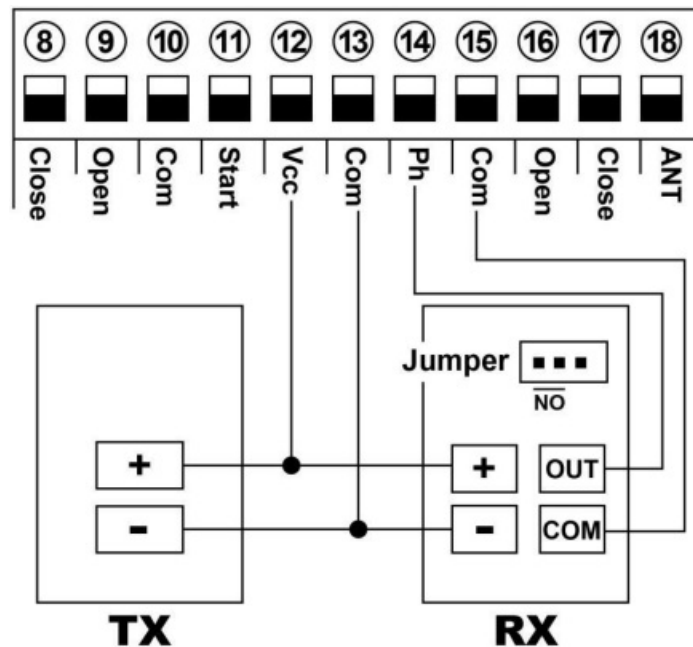 8 9 10 11 12 13 14 15 16 17 18
Close Open Com Start Vcc Com Ph Com Open Close ANT
Jumper
NO
+ + OUT
- - COM
TX RX